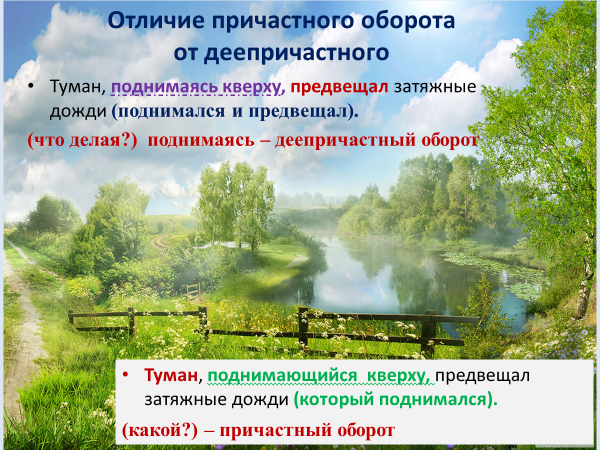 Отличие причастного оборота
от деепричастного
• Туман, поднимаясь кверху, предвещал затяжные
дожди (поднимался и предвещал).
(что делая?) поднимаясь – деепричастный оборот
• Туман, поднимающийся кверху, предвещал
затяжные дожди (который поднимался).
(какой?) – причастный оборот